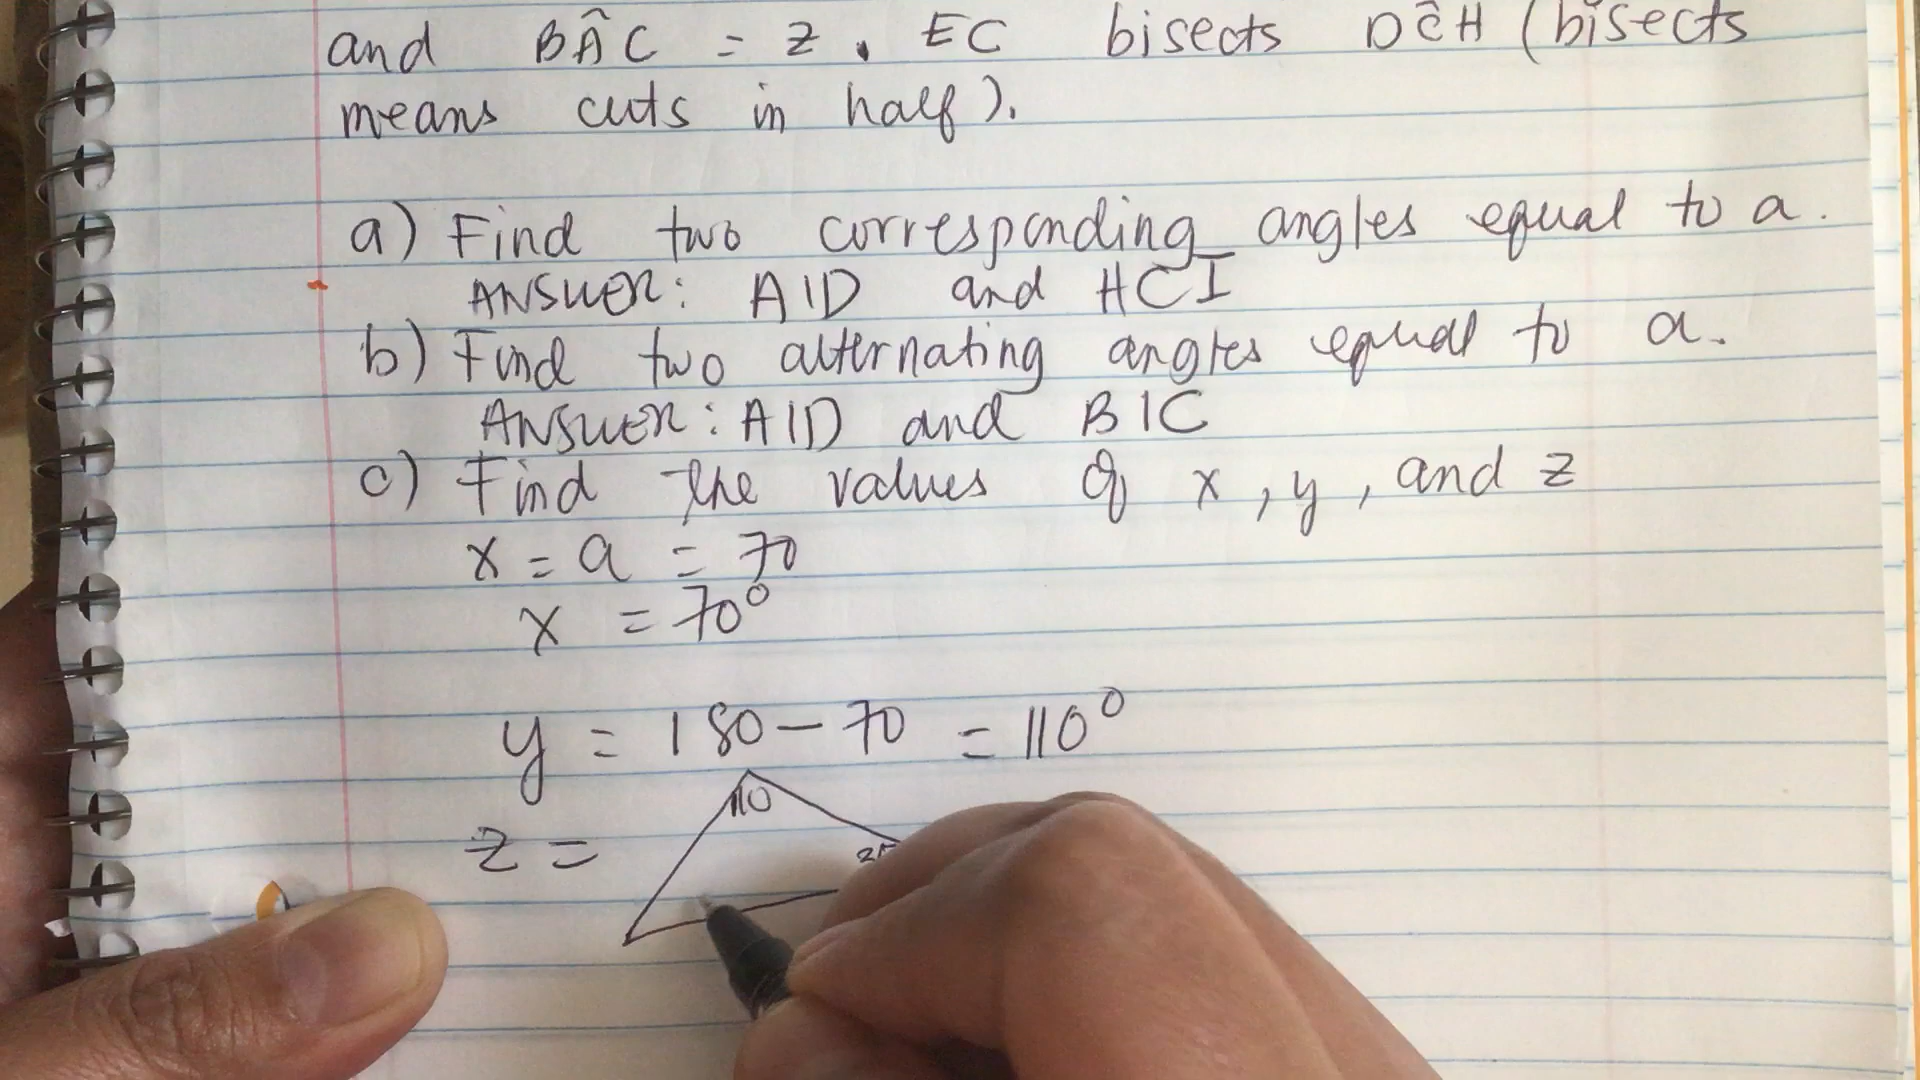 and BÂC = z. EC bisects DĈH (bisects
means cuts in half).
a) Find two corresponding angles equal to a.
ANSWER: AID and HCI
b) Find two alternating angles equal to a.
ANSWER: AID and BIC
c) Find the values of x, y, and z
x = a = 70
x = 70°
y = 180 - 70 = 110°
110
z =